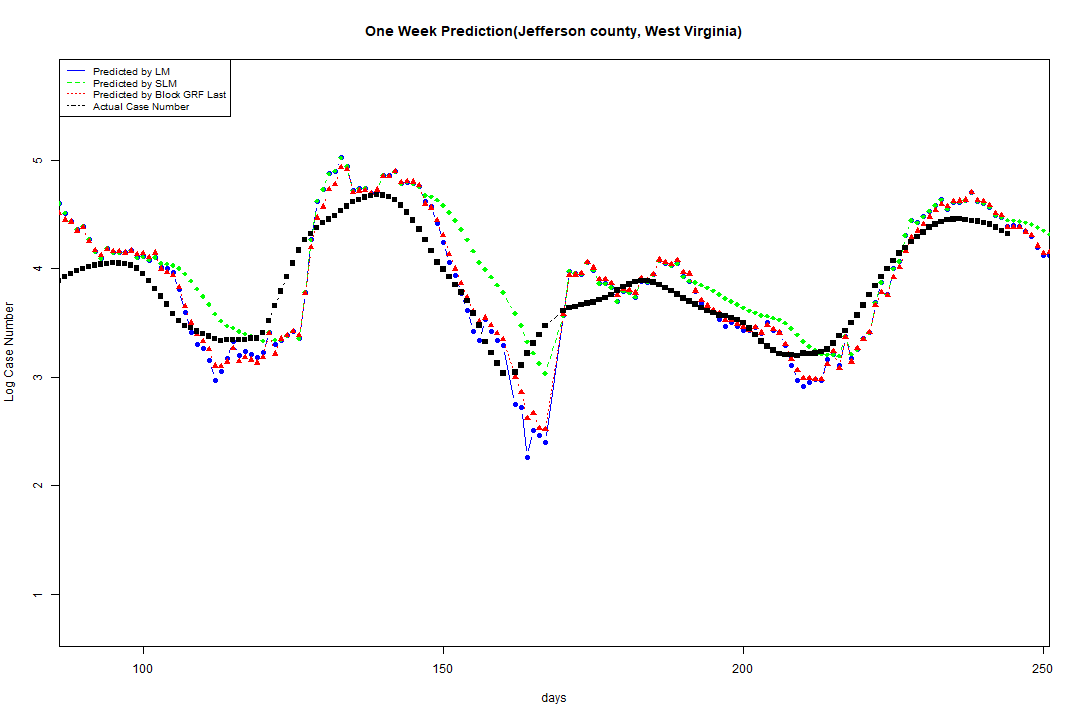 One Week Prediction(Jefferson county, West Virginia)
Predicted by LM
Predicted by SLM
Predicted by Block GRF Last
Actual Case Number
5
4
3
2
1
Log Case Number
100 150 200 250
days